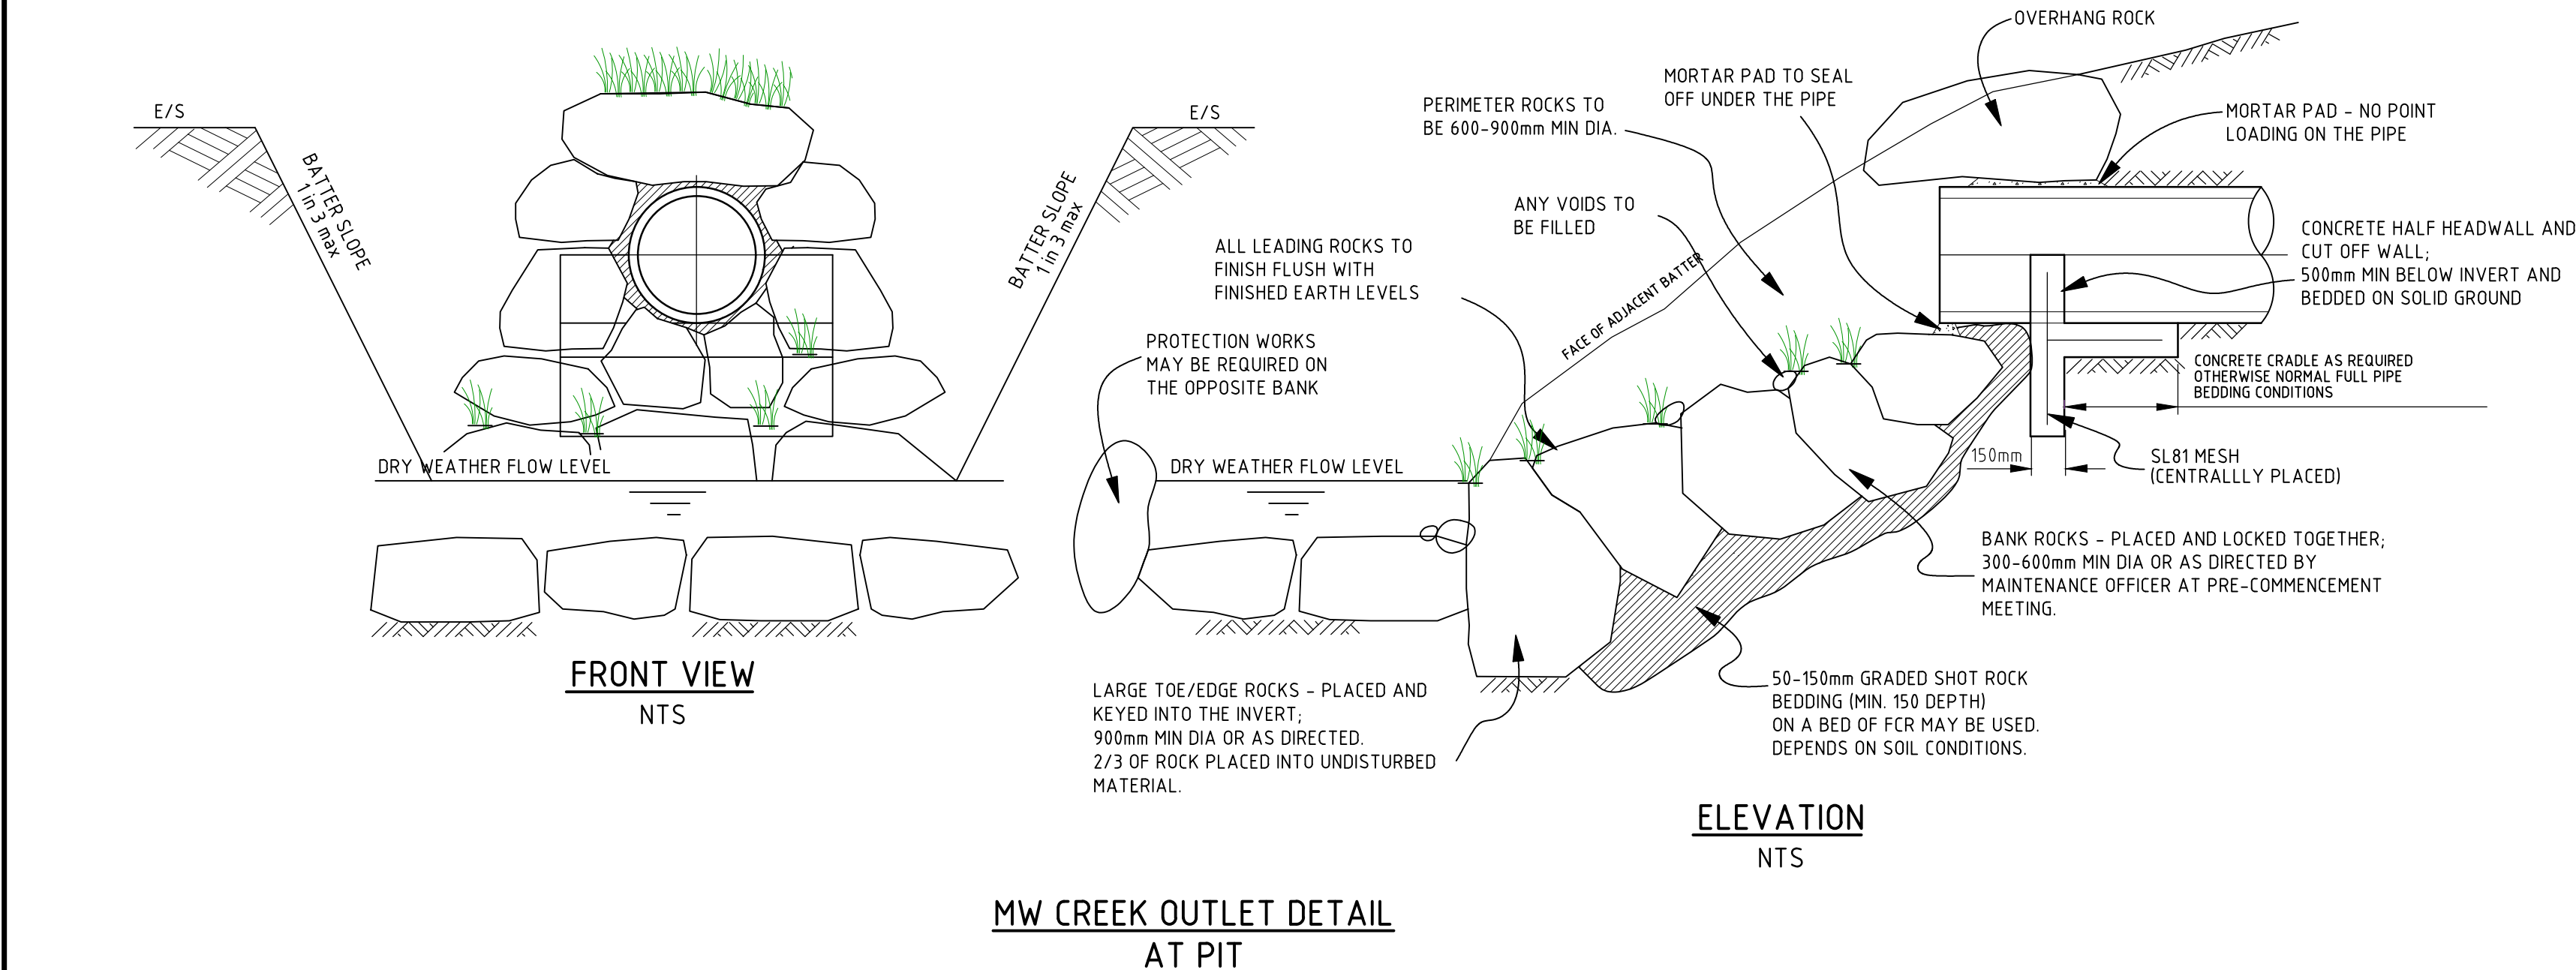 E/S
BATTER SLOPE
1 in 3 max
E/S
BATTER SLOPE
1 in 3 max
DRY WEATHER FLOW LEVEL
FRONT VIEW
NTS
OVERHANG ROCK
MORTAR PAD TO SEAL
OFF UNDER THE PIPE
PERIMETER ROCKS TO
BE 600-900mm MIN DIA.
MORTAR PAD - NO POINT
LOADING ON THE PIPE
ANY VOIDS TO
BE FILLED
ALL LEADING ROCKS TO
FINISH FLUSH WITH
FINISHED EARTH LEVELS
CONCRETE HALF HEADWALL AND
CUT OFF WALL;
500mm MIN BELOW INVERT AND
BEDDED ON SOLID GROUND
FACE OF ADJACENT BATTER
PROTECTION WORKS
MAY BE REQUIRED ON
THE OPPOSITE BANK
CONCRETE CRADLE AS REQUIRED
OTHERWISE NORMAL FULL PIPE
BEDDING CONDITIONS
DRY WEATHER FLOW LEVEL
150mm
SL81 MESH
(CENTRALLLY PLACED)
BANK ROCKS - PLACED AND LOCKED TOGETHER;
300-600mm MIN DIA OR AS DIRECTED BY
MAINTENANCE OFFICER AT PRE-COMMENCEMENT
MEETING.
LARGE TOE/EDGE ROCKS - PLACED AND
KEYED INTO THE INVERT;
900mm MIN DIA OR AS DIRECTED.
2/3 OF ROCK PLACED INTO UNDISTURBED
MATERIAL.
50-150mm GRADED SHOT ROCK
BEDDING (MIN. 150 DEPTH)
ON A BED OF FCR MAY BE USED.
DEPENDS ON SOIL CONDITIONS.
ELEVATION
NTS
MW CREEK OUTLET DETAIL
AT PIT